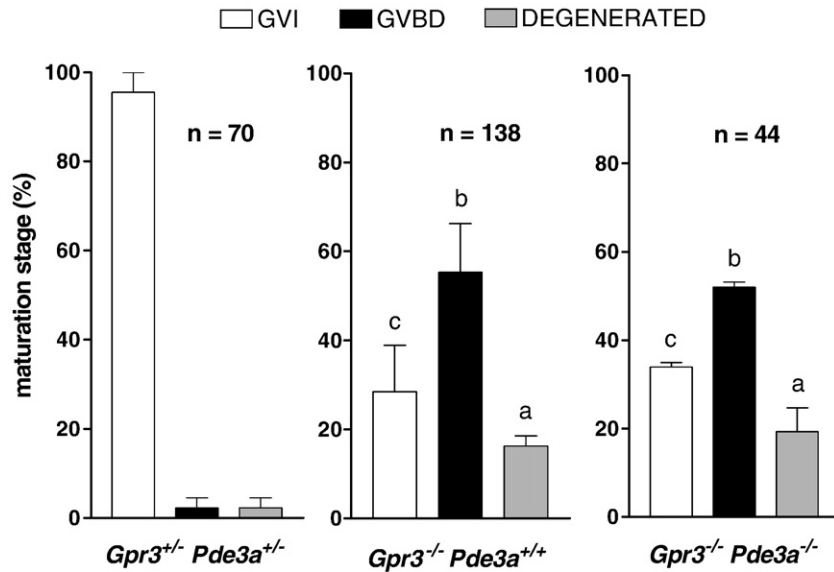 GVI GVBD DEGENERATED
maturation stage (%)
100
80
60
40
20
0
n = 70
Gpr3+/- Pde3a+/-
100
80
60
40
20
0
n = 138
c
b
a
Gpr3-/- Pde3a+/+
100
80
60
40
20
0
n = 44
c
b
a
Gpr3-/- Pde3a-/-